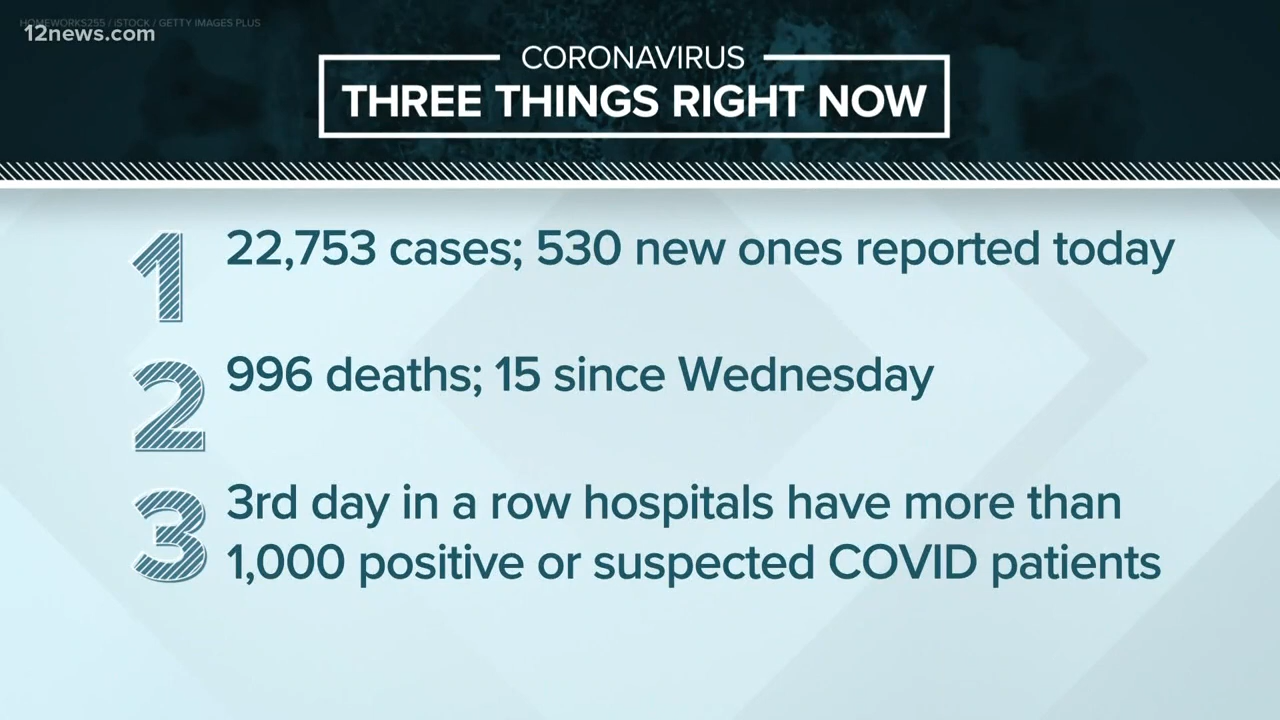 HOMEWORKS255 / iSTOCK / GETTY IMAGES PLUS
12news.com
CORONAVIRUS
THREE THINGS RIGHT NOW
1 22,753 cases; 530 new ones reported today
2 996 deaths; 15 since Wednesday
3 3rd day in a row hospitals have more than
1,000 positive or suspected COVID patients